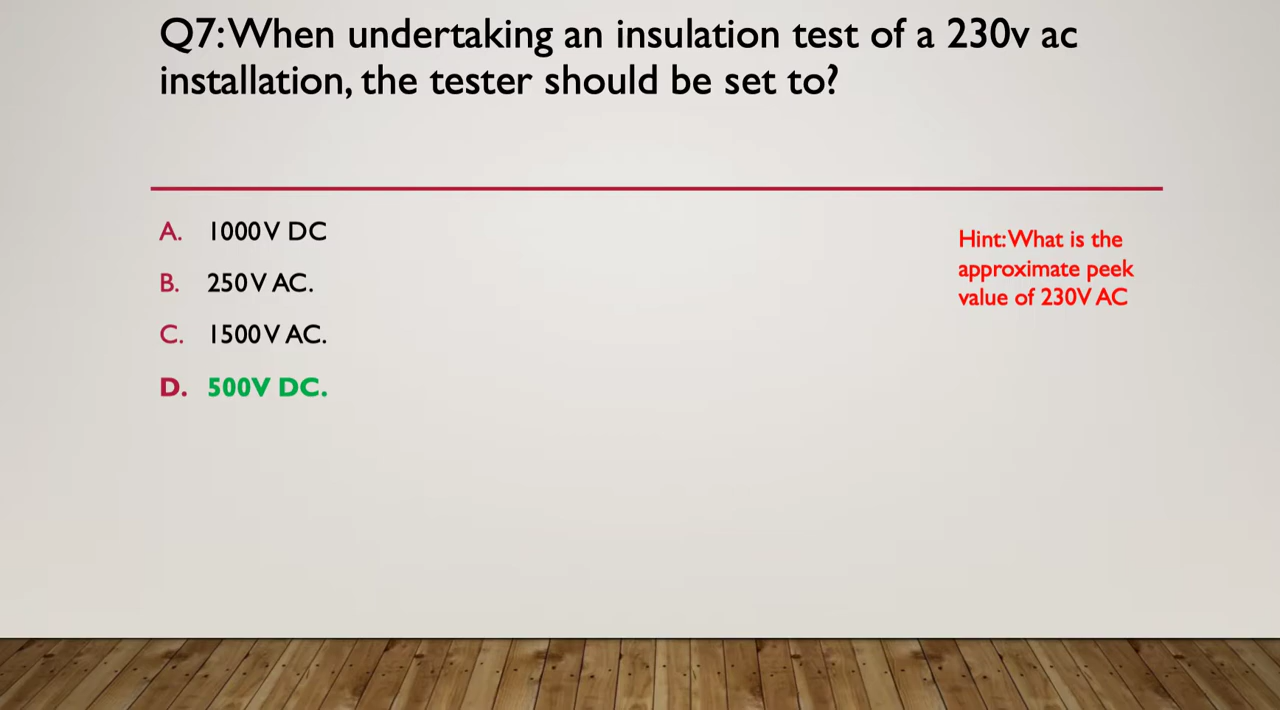 Q7: When undertaking an insulation test of a 230v ac
installation, the tester should be set to?
A. 1000V DC
B. 250V AC.
C. 1500V AC.
D. 500V DC.
Hint: What is the
approximate peek
value of 230V AC